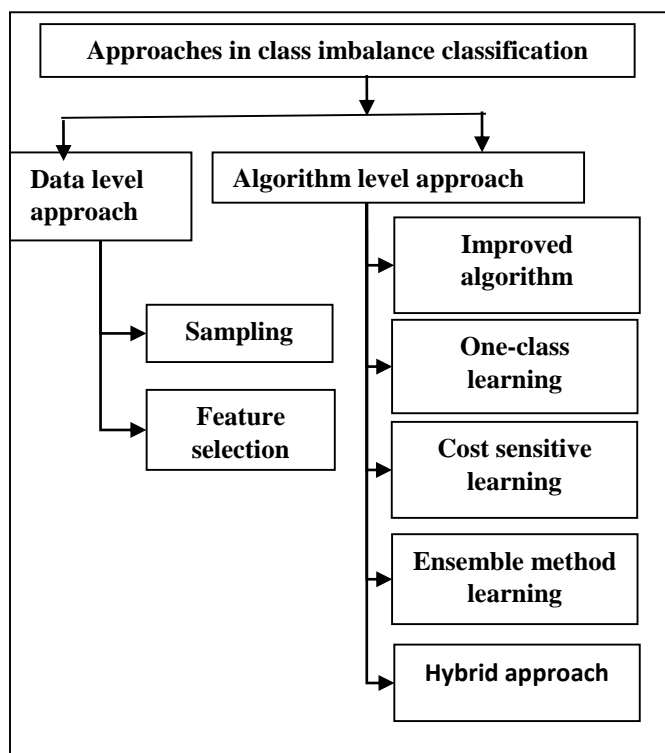 Approaches in class imbalance classification
Data level
approach
Algorithm level approach
Sampling
Feature
selection
Improved
algorithm
One-class
learning
Cost sensitive
learning
Ensemble method
learning
Hybrid approach